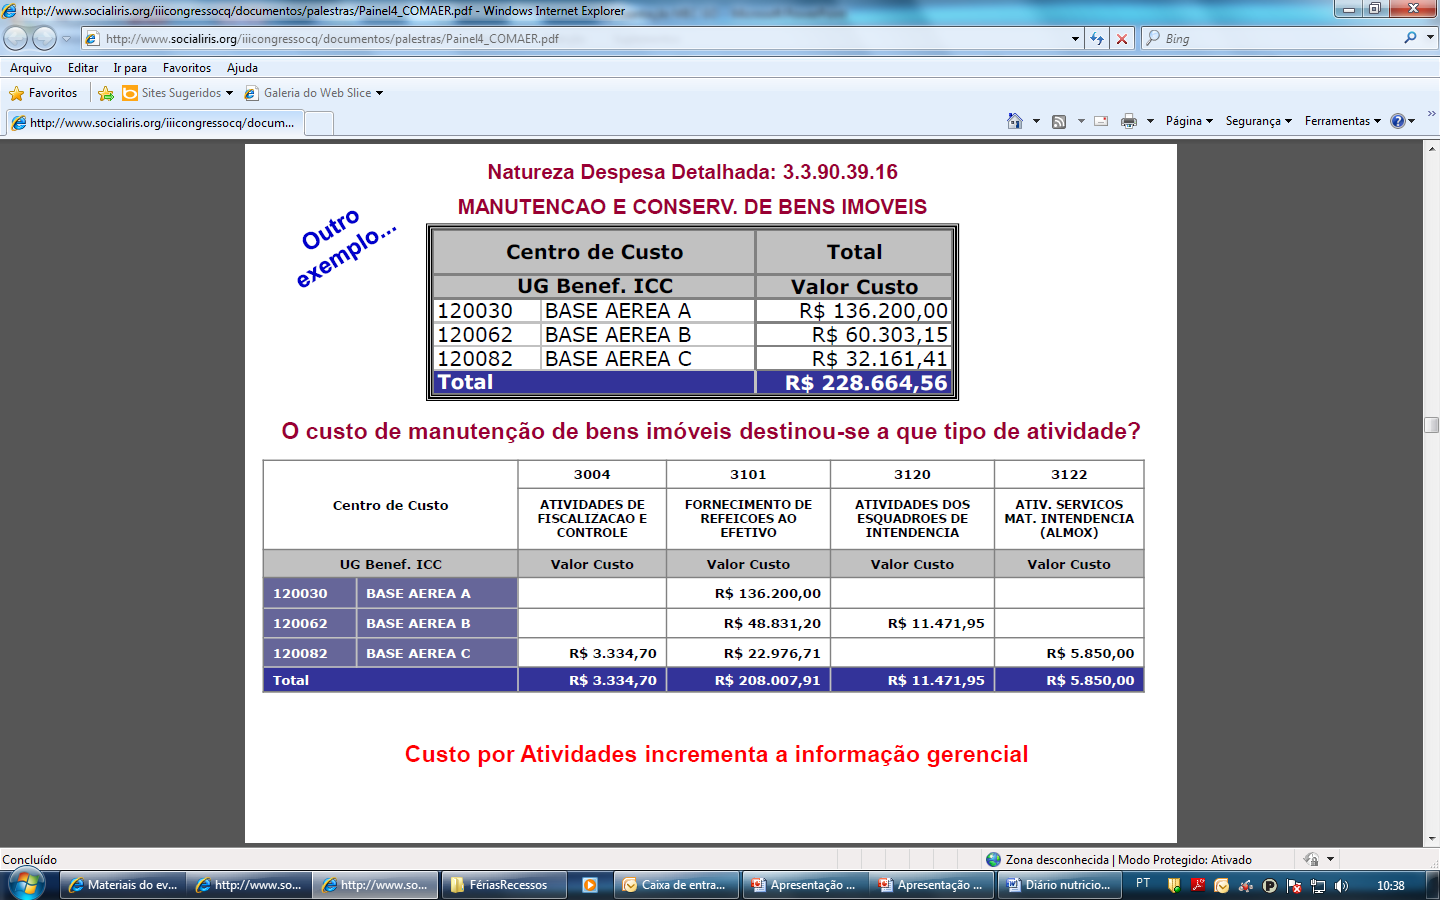 http://www.socialiris.org/iiicongressocq/documentos/palestras/Painel4_COMAER.pdf - Windows Internet Explorer
http://www.socialiris.org/iiicongressocq/documentos/palestras/Painel4_COMAER.pdf
Bing
Arquivo Editar Ir para Favoritos Ajuda
Favoritos Sites Sugeridos Galeria do Web Slice
http://www.socialiris.org/iiicongressocq/docum...
Página Segurança Ferramentas
Natureza Despesa Detalhada: 3.3.90.39.16
MANUTENCAO E CONSERV. DE BENS IMOVEIS
Outro
exemplo...
Centro de Custo Total
UG Benef. ICC Valor Custo
120030 BASE AEREA A R$ 136.200,00
120062 BASE AEREA B R$ 60.303,15
120082 BASE AEREA C R$ 32.161,41
Total R$ 228.664,56
O custo de manutenção de bens imóveis destinou-se a que tipo de atividade?
Centro de Custo
3004 3101 3120 3122
ATIVIDADES DE FISCALIZACAO E CONTROLE
FORNECIMENTO DE REFEICOES AO EFETIVO
ATIVIDADES DOS ESQUADROES DE INTENDENCIA
ATIV. SERVICOS MAT. INTENDENCIA (ALMOX)
UG Benef. ICC Valor Custo Valor Custo Valor Custo Valor Custo
120030 BASE AEREA A R$ 136.200,00
120062 BASE AEREA B R$ 48.831,20 R$ 11.471,95
120082 BASE AEREA C R$ 3.334,70 R$ 22.976,71 R$ 5.850,00
Total R$ 3.334,70 R$ 208.007,91 R$ 11.471,95 R$ 5.850,00
Custo por Atividades incrementa a informação gerencial
Concluído
Zona desconhecida | Modo Protegido: Ativado
Materiais do ev... http://www.so... http://www.so... FériasRecessos Caixa de entra... Apresentação ... Apresentação ... Diário nutricio... PT 10:38